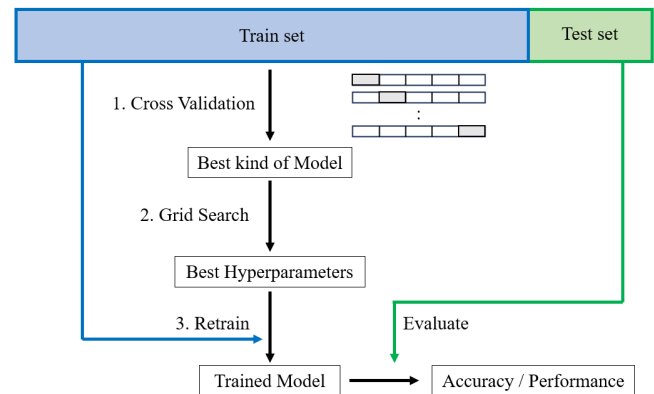 Train set
Test set
1. Cross Validation
:
Best kind of Model
2. Grid Search
Best Hyperparameters
3. Retrain
Evaluate
Trained Model
Accuracy / Performance